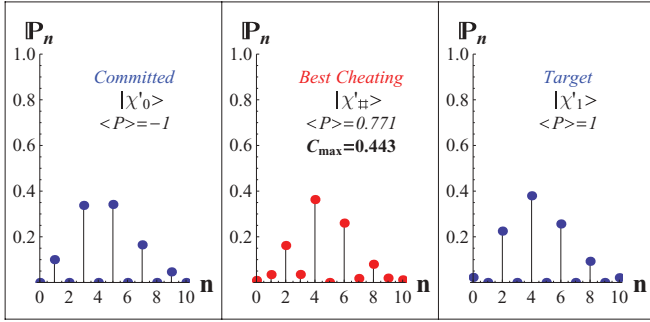 ℙn
1.0
0.8
0.6
0.4
0.2
0 2 4 6 8 10 n
Committed
|χ'0>
<P>=−1
ℙn
1.0
0.8
0.6
0.4
0.2
0 2 4 6 8 10 n
Best Cheating
|χ'⌗>
<P>=0.771
Cmax=0.443
ℙn
1.0
0.8
0.6
0.4
0.2
0 2 4 6 8 10 n
Target
|χ'1>
<P>=1